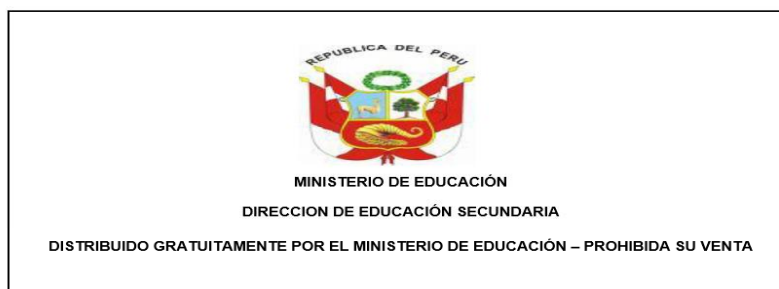 REPUBLICA DEL PERU
MINISTERIO DE EDUCACIÓN
DIRECCION DE EDUCACIÓN SECUNDARIA
DISTRIBUIDO GRATUITAMENTE POR EL MINISTERIO DE EDUCACIÓN – PROHIBIDA SU VENTA